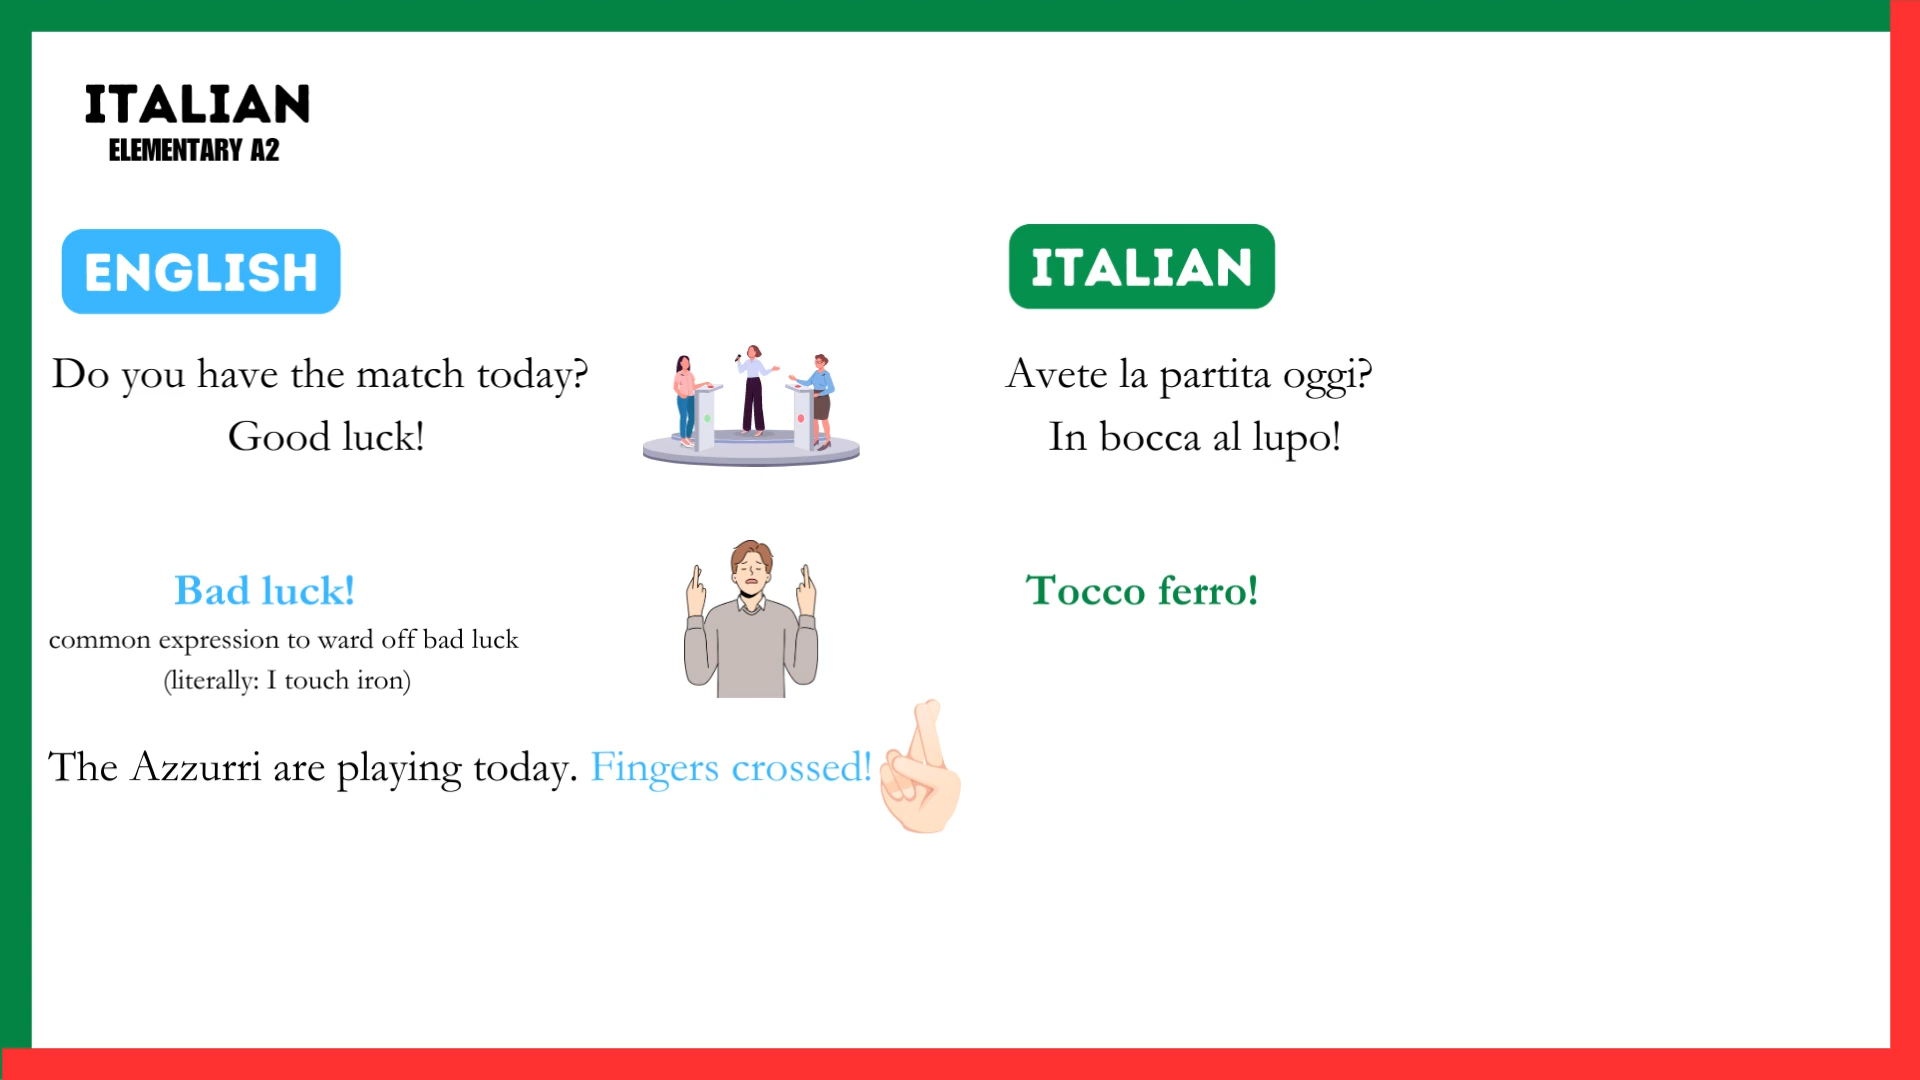 ITALIAN
ELEMENTARY A2
ENGLISH
Do you have the match today?
Good luck!
Bad luck!
common expression to ward off bad luck
(literally: I touch iron)
The Azzurri are playing today. Fingers crossed!
ITALIAN
Avete la partita oggi?
In bocca al lupo!
Tocco ferro!